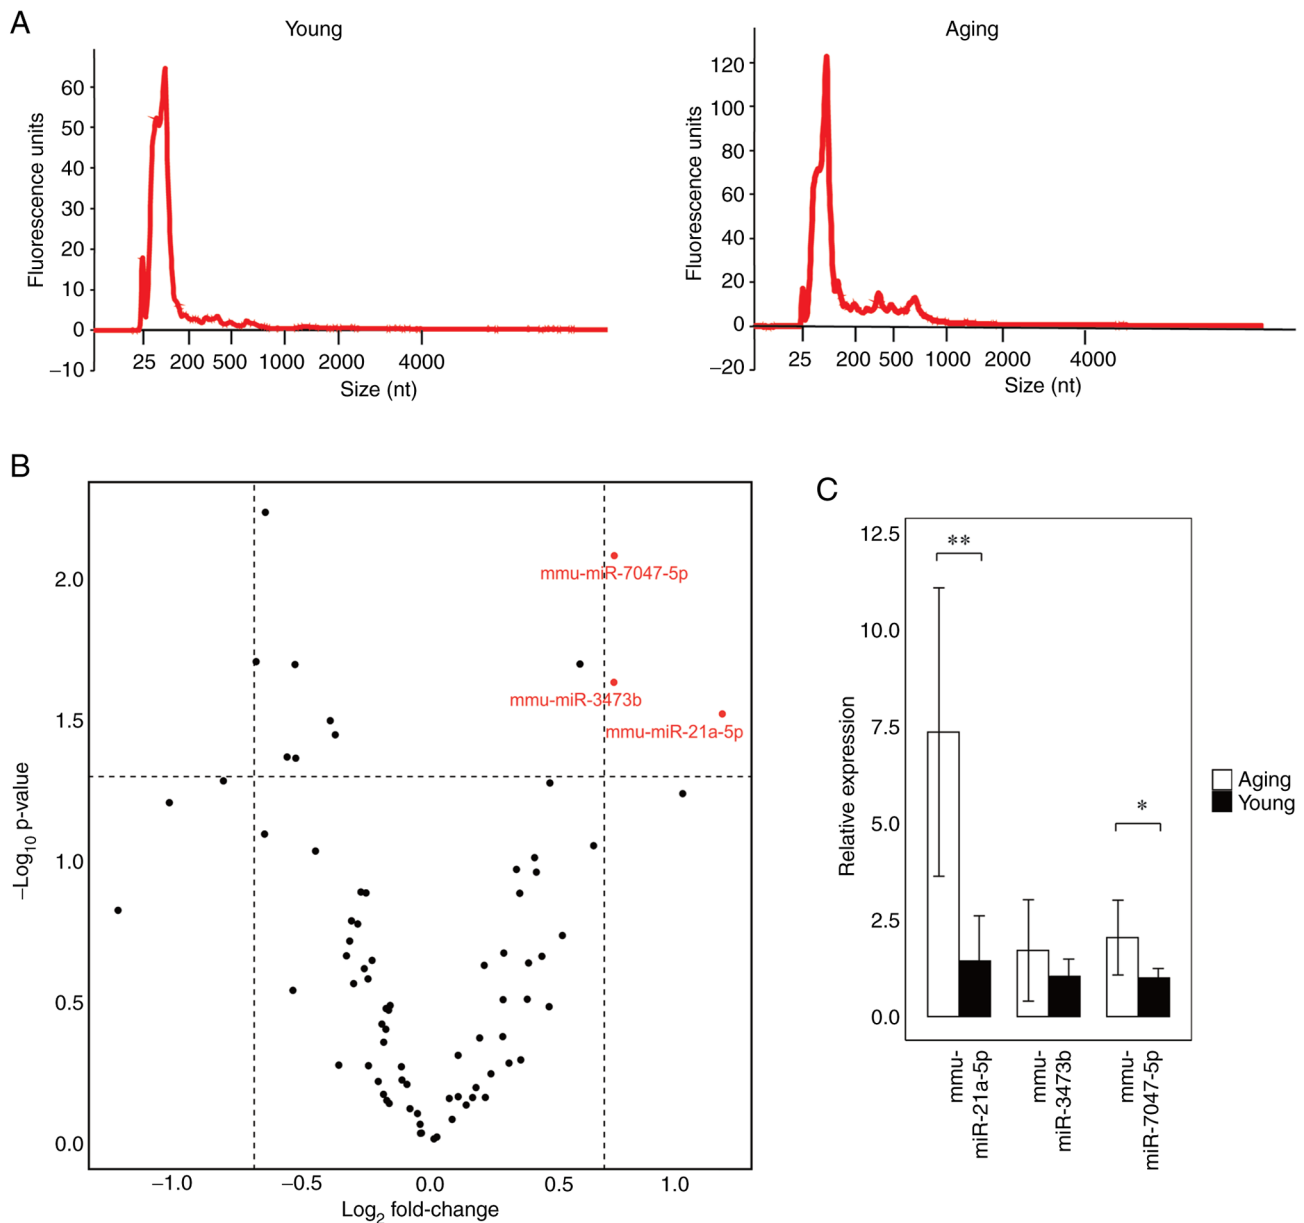 A
Young
Fluorescence units
60
50
40
30
20
10
0
−10
25 200 500 1000 2000 4000
Size (nt)
Aging
Fluorescence units
120
100
80
60
40
20
0
−20
25 200 500 1000 2000 4000
Size (nt)
B
−Log10 p-value
2.0
1.5
1.0
0.5
0.0
mmu-miR-7047-5p
mmu-miR-3473b
mmu-miR-21a-5p
−1.0 −0.5 0.0 0.5 1.0
Log2 fold-change
C
Relative expression
12.5
10.0
7.5
5.0
2.5
0.0
**
*
mmu-
miR-21a-5p
mmu-
miR-3473b
mmu-
miR-7047-5p
Aging
Young